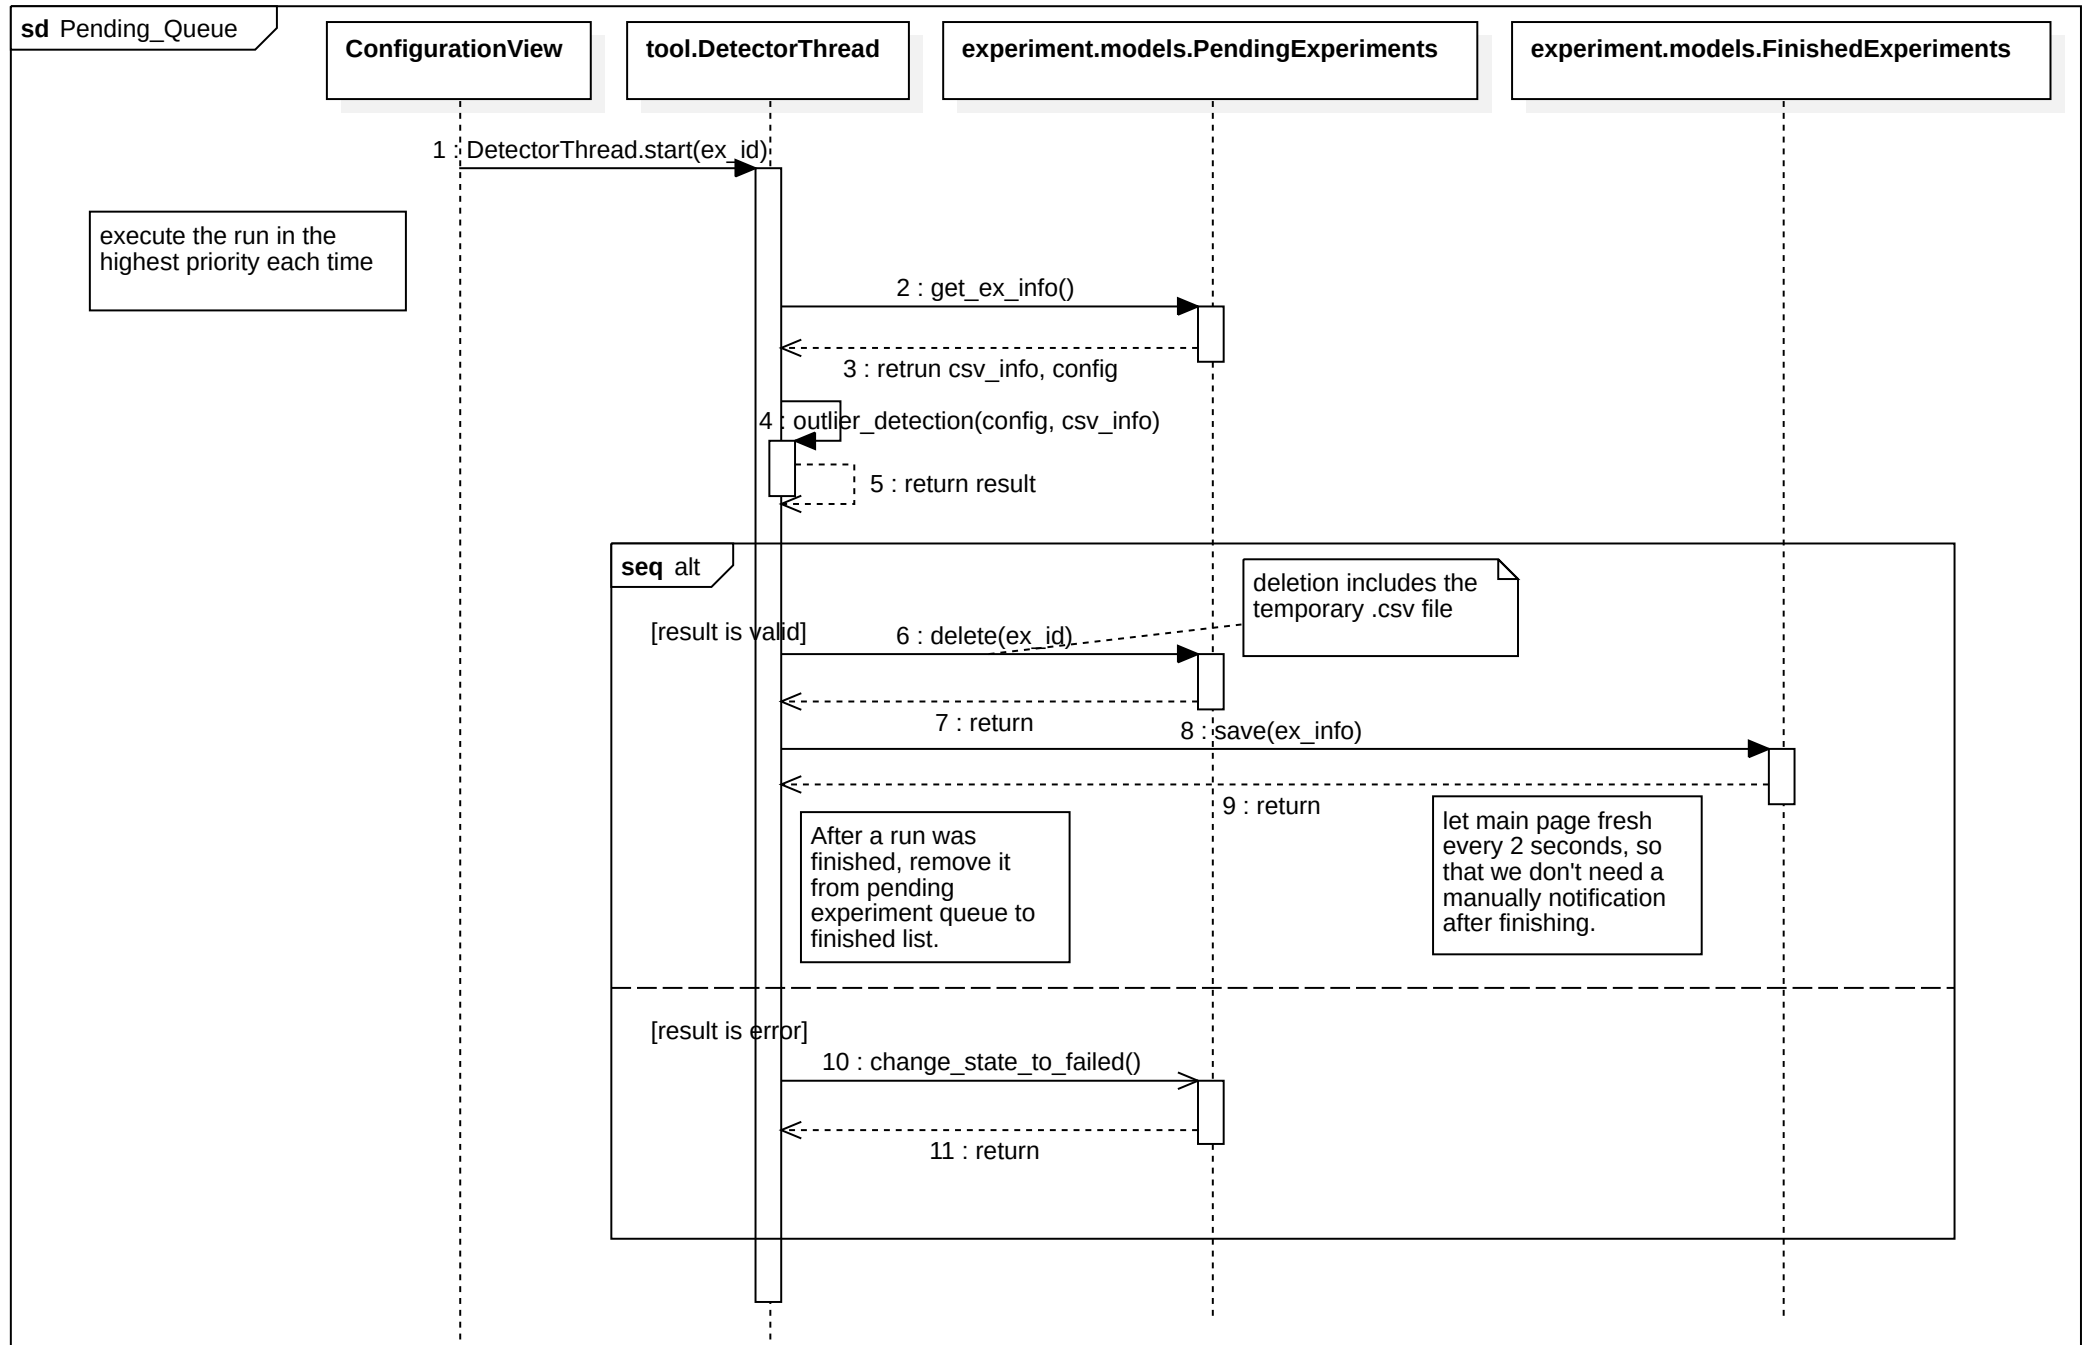 sd Pending_Queue
ConfigurationView
tool.DetectorThread
experiment.models.PendingExperiments
experiment.models.FinishedExperiments
1 : DetectorThread.start(ex_id)
execute the run in the
highest priority each time
2 : get_ex_info()
3 : retrun csv_info, config
4 : outlier_detection(config, csv_info)
5 : return result
seq alt
deletion includes the
temporary .csv file
[result is valid]
6 : delete(ex_id)
7 : return
8 : save(ex_info)
9 : return
After a run was
finished, remove it
from pending
experiment queue to
finished list.
let main page fresh
every 2 seconds, so
that we don't need a
manually notification
after finishing.
[result is error]
10 : change_state_to_failed()
11 : return